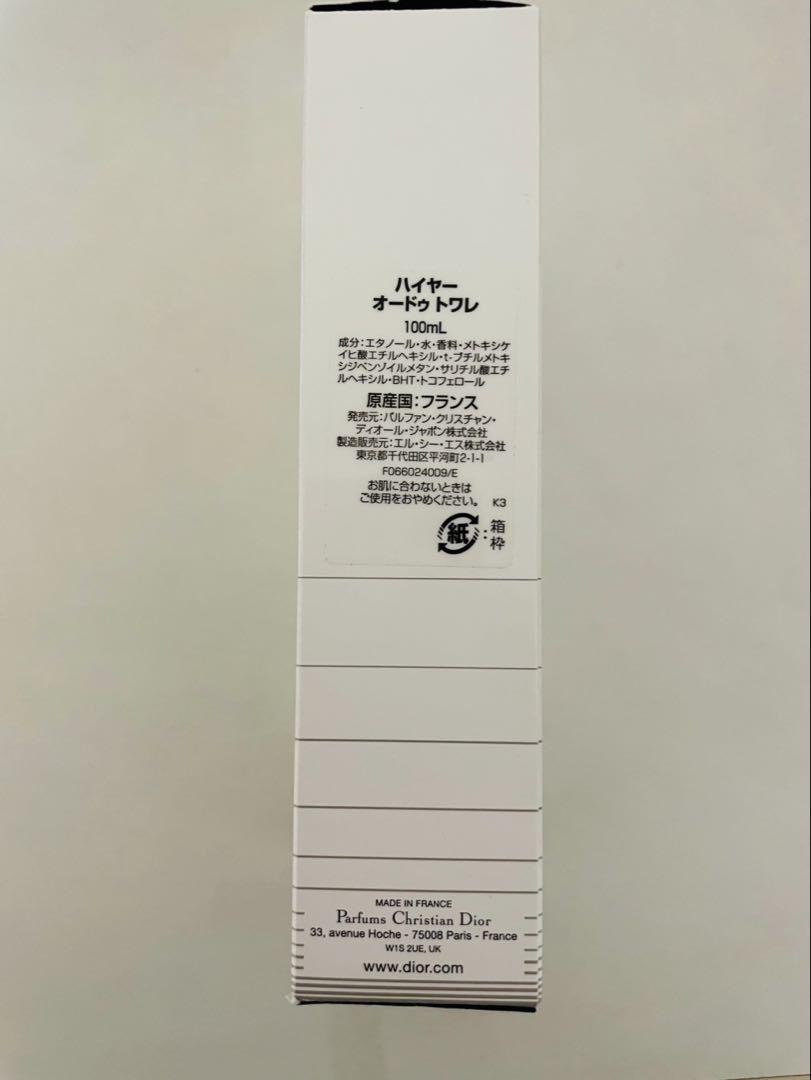 ハイヤー
オードゥ トワレ
100mL
成分:エタノール・水・香料・メトキシケ
イヒ酸エチルヘキシル・t-ブチルメトキ
シジベンゾイルメタン・サリチル酸エチ
ルヘキシル・BHT・トコフェロール
原産国:フランス
発売元:パルファン・クリスチャン・
ディオール・ジャポン株式会社
製造販売元:エル・シー・エス株式会社
東京都千代田区平河町2-1-1
F066024009/E
お肌に合わないときは
ご使用をおやめください。 K3
紙:箱
枠
MADE IN FRANCE
Parfums Christian Dior
33, avenue Hoche - 75008 Paris - France
W1S 2UE, UK
www.dior.com